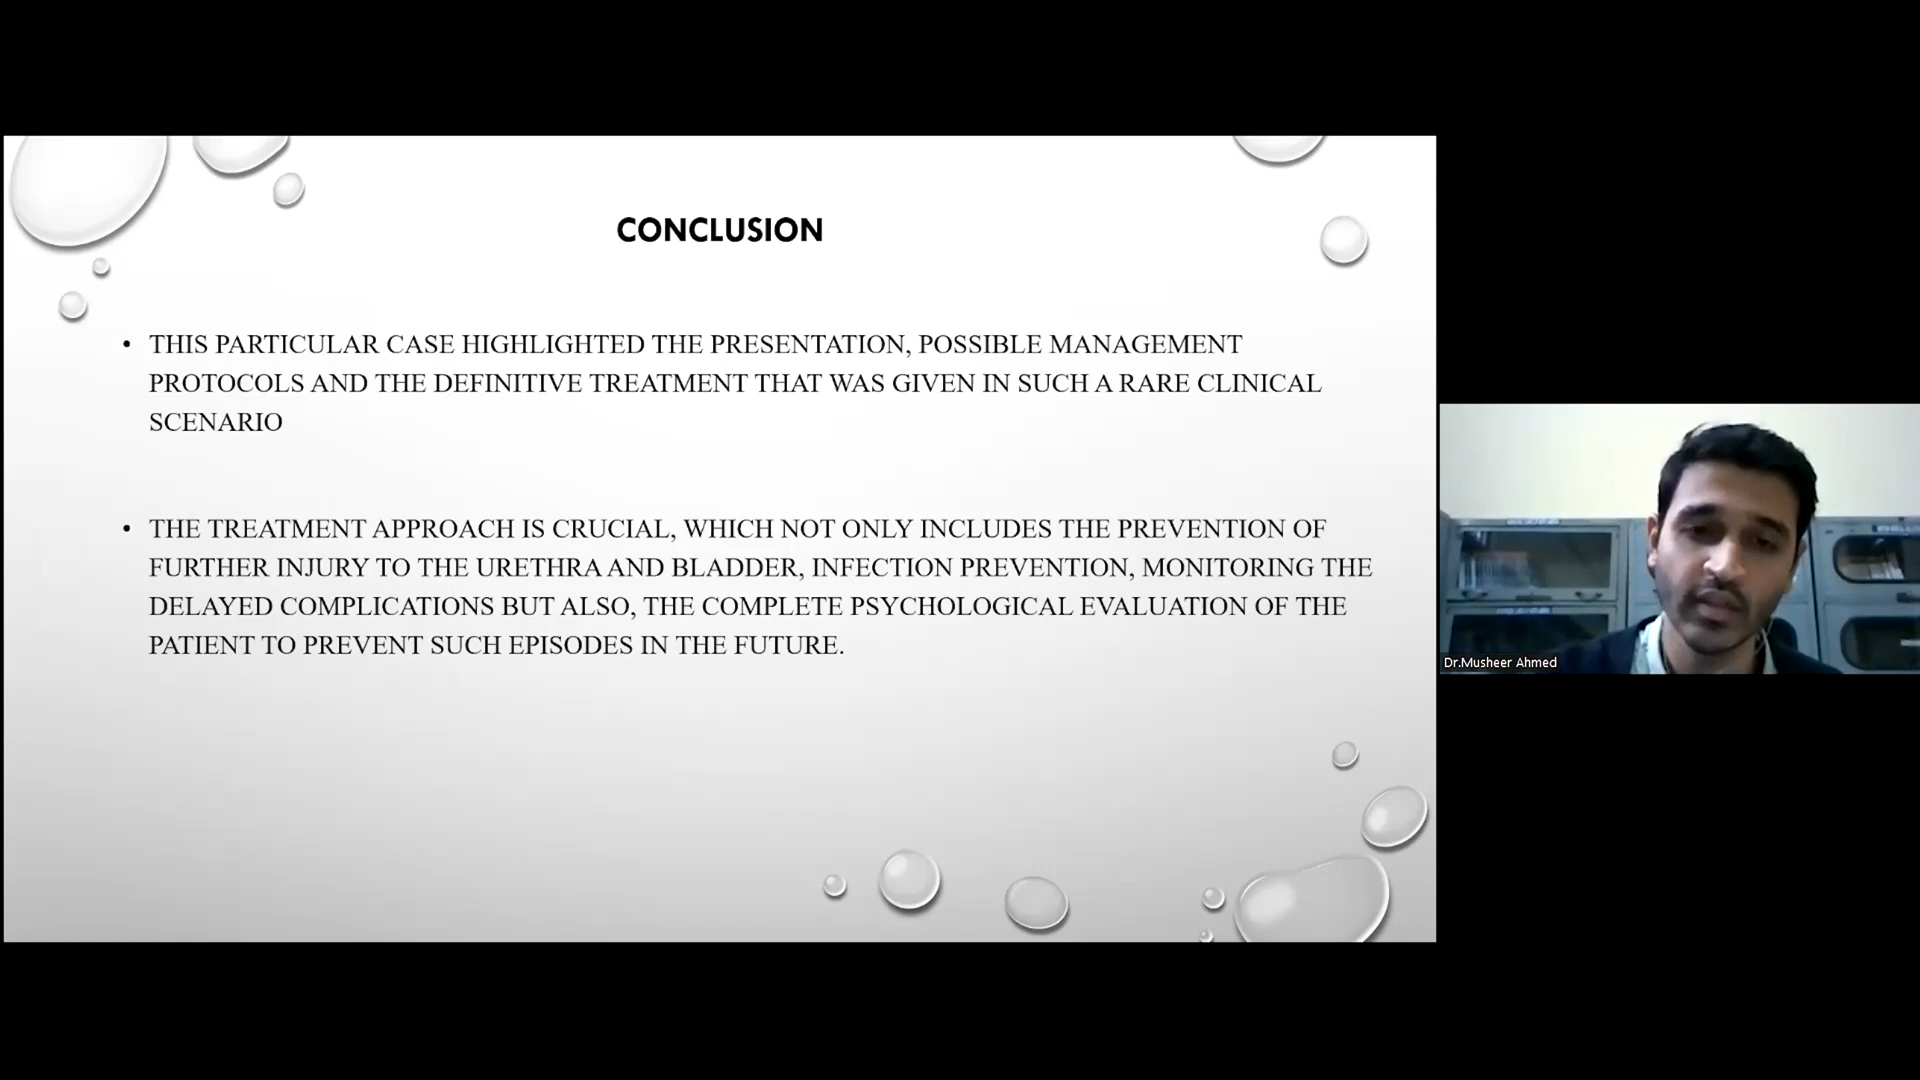 CONCLUSION
• THIS PARTICULAR CASE HIGHLIGHTED THE PRESENTATION, POSSIBLE MANAGEMENT
PROTOCOLS AND THE DEFINITIVE TREATMENT THAT WAS GIVEN IN SUCH A RARE CLINICAL
SCENARIO
• THE TREATMENT APPROACH IS CRUCIAL, WHICH NOT ONLY INCLUDES THE PREVENTION OF
FURTHER INJURY TO THE URETHRA AND BLADDER, INFECTION PREVENTION, MONITORING THE
DELAYED COMPLICATIONS BUT ALSO, THE COMPLETE PSYCHOLOGICAL EVALUATION OF THE
PATIENT TO PREVENT SUCH EPISODES IN THE FUTURE.
Dr.Musheer Ahmed